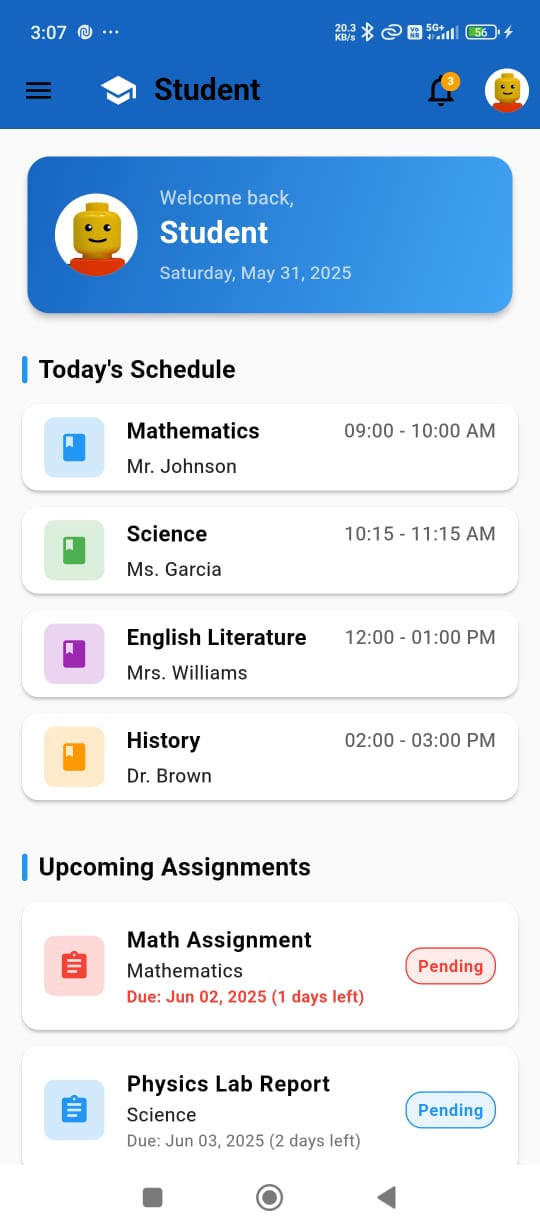 3:07
20.3 KB/s
Vo NR
5G+
56
Student
3
Welcome back,
Student
Saturday, May 31, 2025
Today's Schedule
Mathematics
09:00 - 10:00 AM
Mr. Johnson
Science
10:15 - 11:15 AM
Ms. Garcia
English Literature
12:00 - 01:00 PM
Mrs. Williams
History
02:00 - 03:00 PM
Dr. Brown
Upcoming Assignments
Math Assignment
Mathematics
Due: Jun 02, 2025 (1 days left)
Pending
Physics Lab Report
Science
Due: Jun 03, 2025 (2 days left)
Pending